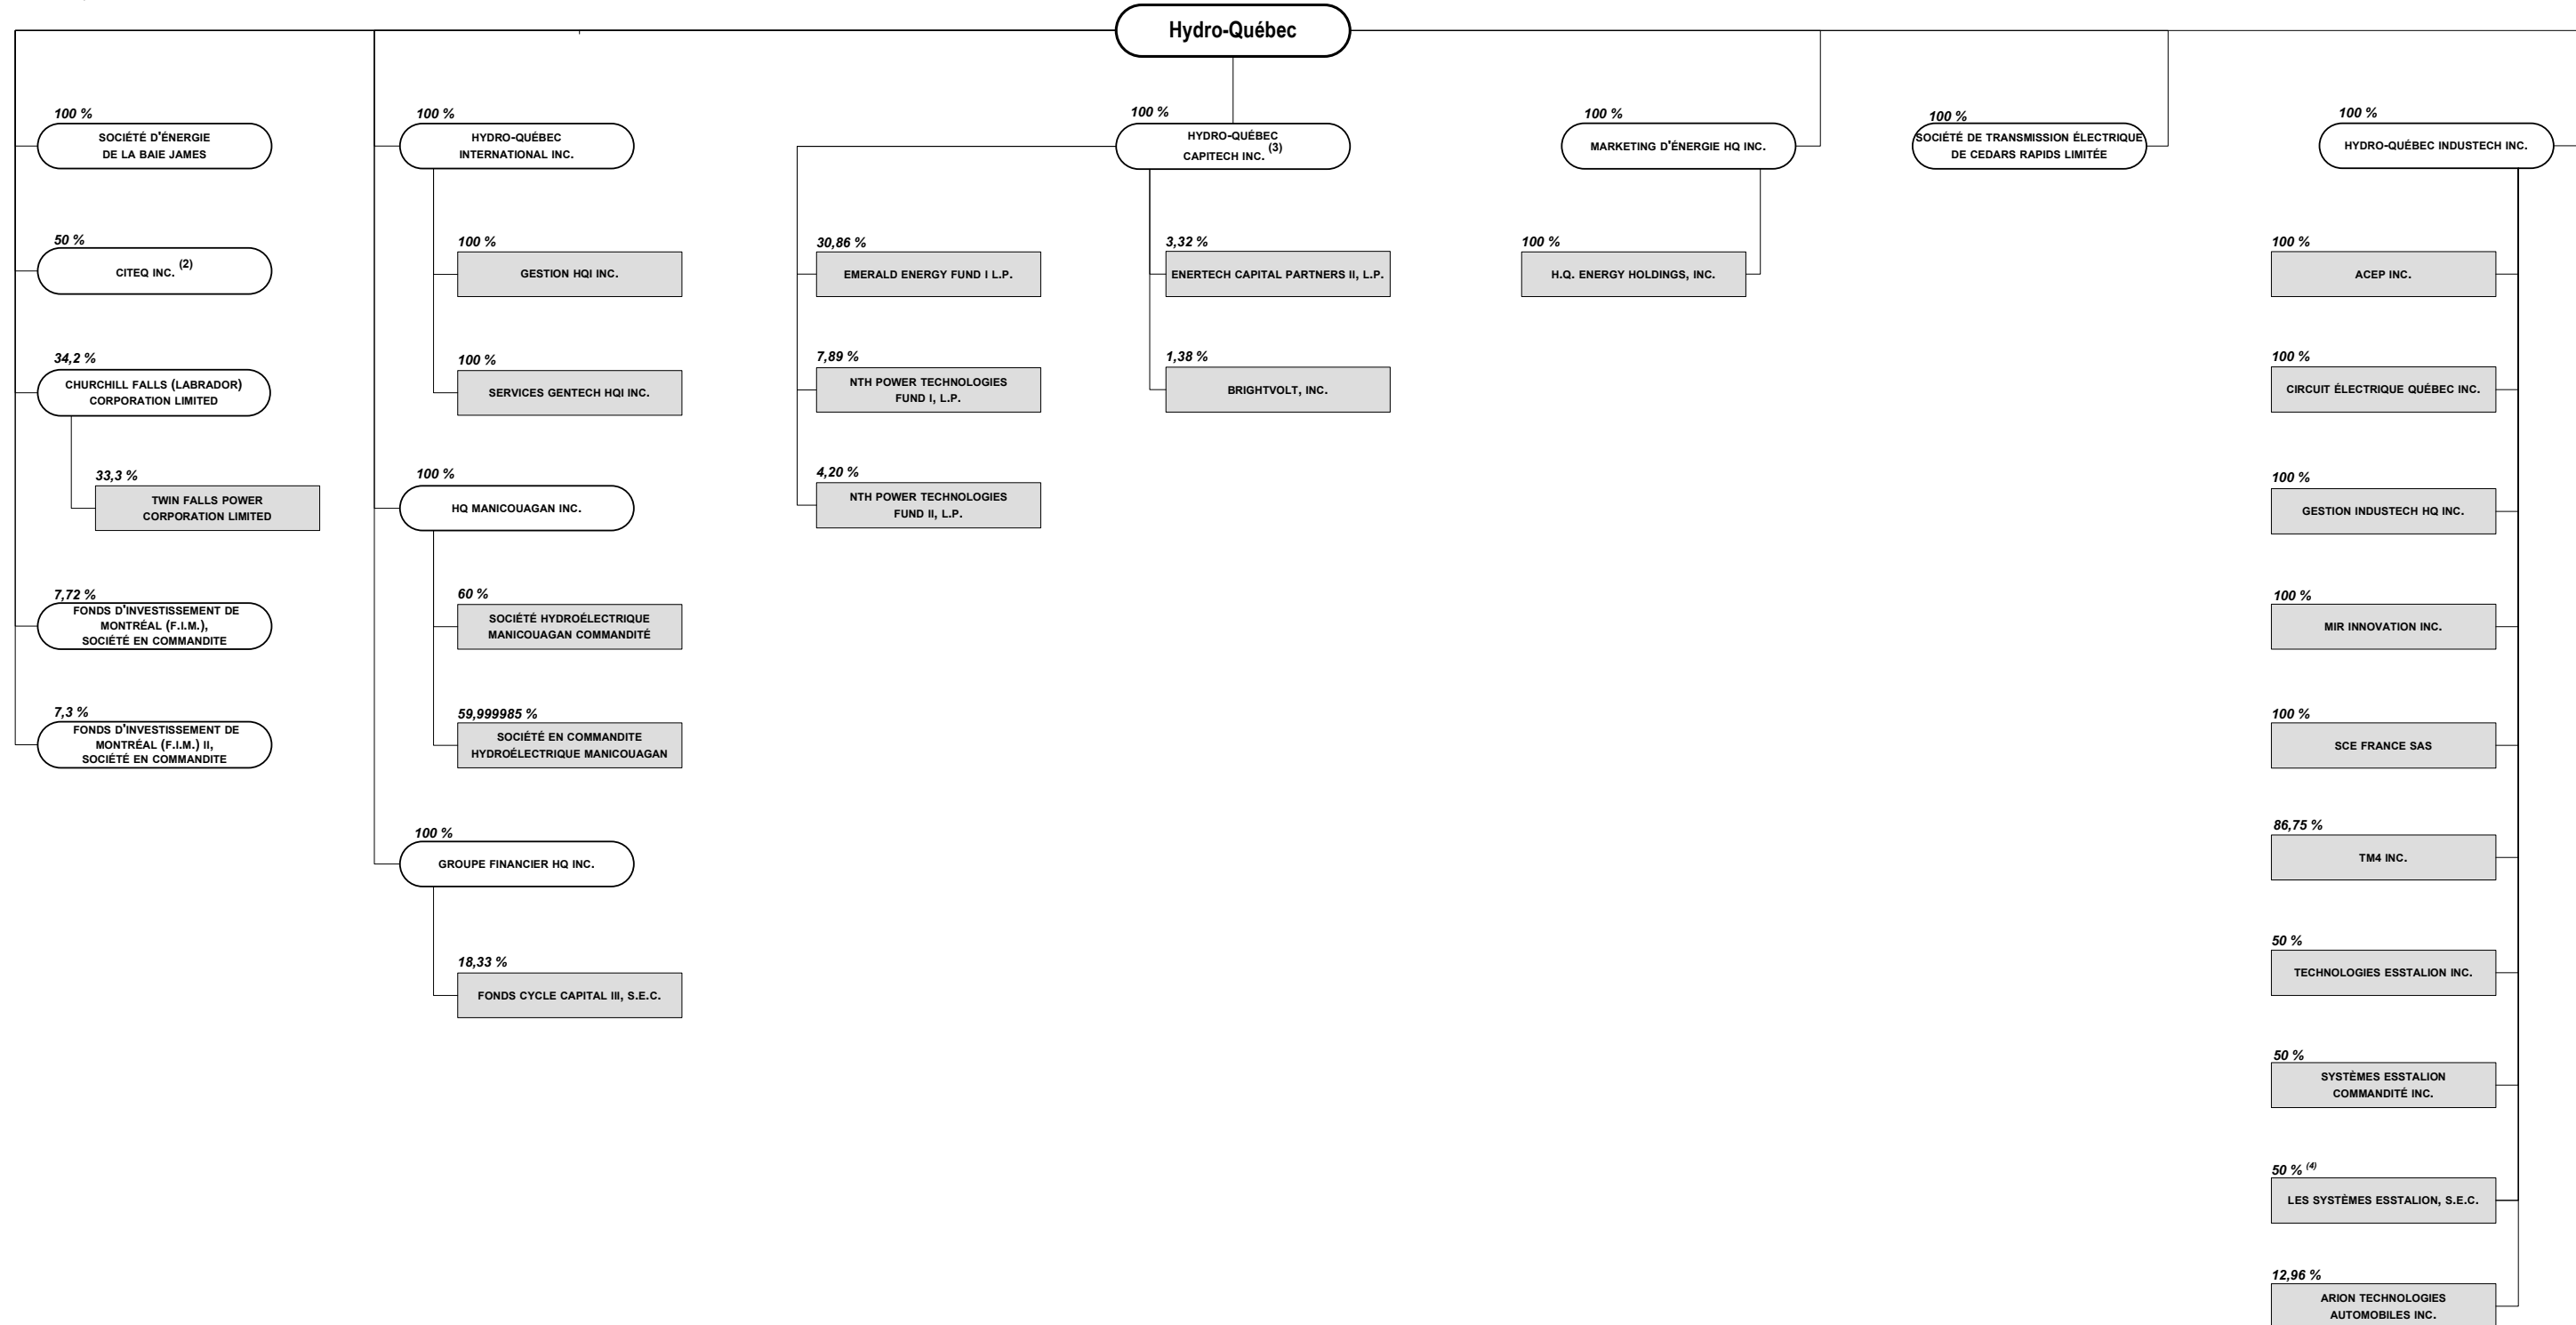 Hydro-Québec
100 %
SOCIÉTÉ D'ÉNERGIE
DE LA BAIE JAMES
50 %
CITEQ INC. (2)
34,2 %
CHURCHILL FALLS (LABRADOR)
CORPORATION LIMITED
33,3 %
TWIN FALLS POWER
CORPORATION LIMITED
7,72 %
FONDS D'INVESTISSEMENT DE
MONTRÉAL (F.I.M.),
SOCIÉTÉ EN COMMANDITE
7,3 %
FONDS D'INVESTISSEMENT DE
MONTRÉAL (F.I.M.) II,
SOCIÉTÉ EN COMMANDITE
100 %
HYDRO-QUÉBEC
INTERNATIONAL INC.
100 %
GESTION HQI INC.
100 %
SERVICES GENTECH HQI INC.
100 %
HQ MANICOUAGAN INC.
60 %
SOCIÉTÉ HYDROÉLECTRIQUE
MANICOUAGAN COMMANDITÉ
59,999985 %
SOCIÉTÉ EN COMMANDITE
HYDROÉLECTRIQUE MANICOUAGAN
100 %
GROUPE FINANCIER HQ INC.
18,33 %
FONDS CYCLE CAPITAL III, S.E.C.
100 %
HYDRO-QUÉBEC
CAPITECH INC. (3)
30,86 %
EMERALD ENERGY FUND I L.P.
7,89 %
NTH POWER TECHNOLOGIES
FUND I, L.P.
4,20 %
NTH POWER TECHNOLOGIES
FUND II, L.P.
3,32 %
ENERTECH CAPITAL PARTNERS II, L.P.
1,38 %
BRIGHTVOLT, INC.
100 %
MARKETING D'ÉNERGIE HQ INC.
100 %
H.Q. ENERGY HOLDINGS, INC.
100 %
SOCIÉTÉ DE TRANSMISSION ÉLECTRIQUE
DE CEDARS RAPIDS LIMITÉE
100 %
HYDRO-QUÉBEC INDUSTECH INC.
100 %
ACEP INC.
100 %
CIRCUIT ÉLECTRIQUE QUÉBEC INC.
100 %
GESTION INDUSTECH HQ INC.
100 %
MIR INNOVATION INC.
100 %
SCE FRANCE SAS
86,75 %
TM4 INC.
50 %
TECHNOLOGIES ESSTALION INC.
50 %
SYSTÈMES ESSTALION
COMMANDITÉ INC.
50 % (4)
LES SYSTÈMES ESSTALION, S.E.C.
12,96 %
ARION TECHNOLOGIES
AUTOMOBILES INC.